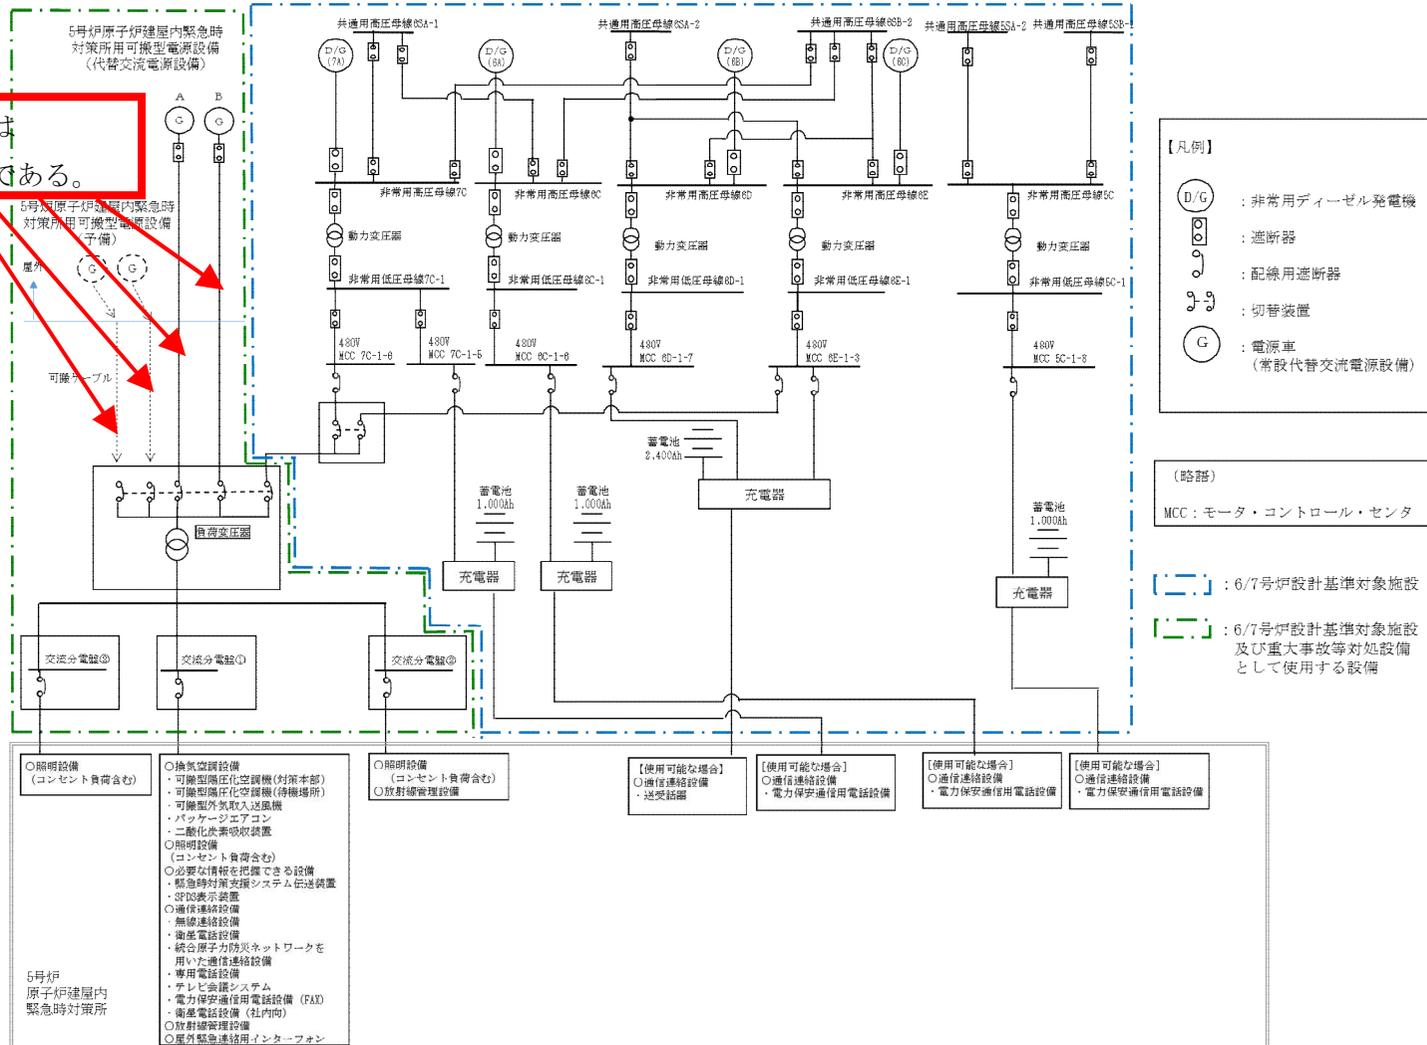 5号炉原子炉建屋内緊急時
対策所用可搬型電源設備
(代替交流電源設備)
A
B
G
G
は
である。
5号炉原子炉建屋内緊急時
対策所用可搬型電源設備
(予備)
屋外
G
G
可搬ケーブル
負荷変圧器
交流分電盤③
交流分電盤①
交流分電盤②
共通用高圧母線6SA-1
共通用高圧母線6SA-2
共通用高圧母線6SB-2
共通用高圧母線5SA-2
共通用高圧母線5SB-
D/G
(7A)
D/G
(6A)
D/G
(6B)
D/G
(6C)
非常用高圧母線7C
非常用高圧母線6C
非常用高圧母線6D
非常用高圧母線6E
非常用高圧母線5C
動力変圧器
動力変圧器
動力変圧器
動力変圧器
動力変圧器
非常用低圧母線7C-1
非常用低圧母線6C-1
非常用低圧母線6D-1
非常用低圧母線6E-1
非常用低圧母線5C-1
480V
MCC 7C-1-6
480V
MCC 7C-1-5
480V
MCC 6C-1-6
480V
MCC 6D-1-7
480V
MCC 6E-1-3
480V
MCC 5C-1-8
蓄電池
2,400Ah
充電器
蓄電池
1,000Ah
充電器
蓄電池
1,000Ah
充電器
蓄電池
1,000Ah
充電器
【凡例】
D/G
:非常用ディーゼル発電機
:遮断器
:配線用遮断器
:切替装置
G
:電源車
(常設代替交流電源設備)
(略語)
MCC:モータ・コントロール・センタ
:6/7号炉設計基準対象施設
:6/7号炉設計基準対象施設
及び重大事故等対処設備
として使用する設備
○照明設備
(コンセント負荷含む)
○換気空調設備
・可搬型陽圧化空調機(対策本部)
・可搬型陽圧化空調機(待機場所)
・可搬型外気取入送風機
・パッケージエアコン
・二酸化炭素吸収装置
○照明設備
(コンセント負荷含む)
○必要な情報を把握できる設備
・緊急時対策支援システム伝送装置
・SPDS表示装置
○通信連絡設備
・無線連絡設備
・衛星電話設備
・統合原子力防災ネットワークを
用いた通信連絡設備
・専用電話設備
・テレビ会議システム
・電力保安通信用電話設備(FAX)
・衛星電話設備(社内向)
○放射線管理設備
○屋外緊急連絡用インターフォン
○照明設備
(コンセント負荷含む)
○放射線管理設備
【使用可能な場合】
○通信連絡設備
・送受話器
[使用可能な場合]
○通信連絡設備
・電力保安通信用電話設備
[使用可能な場合]
○通信連絡設備
・電力保安通信用電話設備
[使用可能な場合]
○通信連絡設備
・電力保安通信用電話設備
5号炉
原子炉建屋内
緊急時対策所